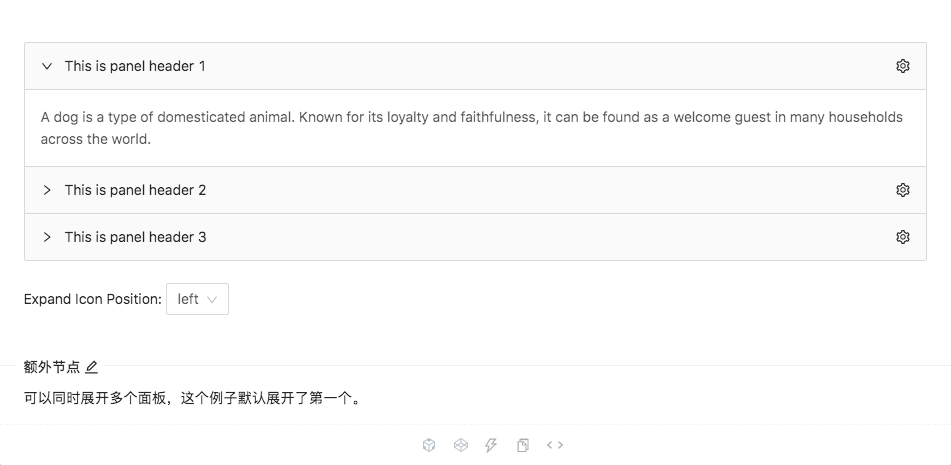 This is panel header 1
A dog is a type of domesticated animal. Known for its loyalty and faithfulness, it can be found as a welcome guest in many households
across the world.
This is panel header 2
This is panel header 3
Expand Icon Position: left
额外节点
可以同时展开多个面板，这个例子默认展开了第一个。